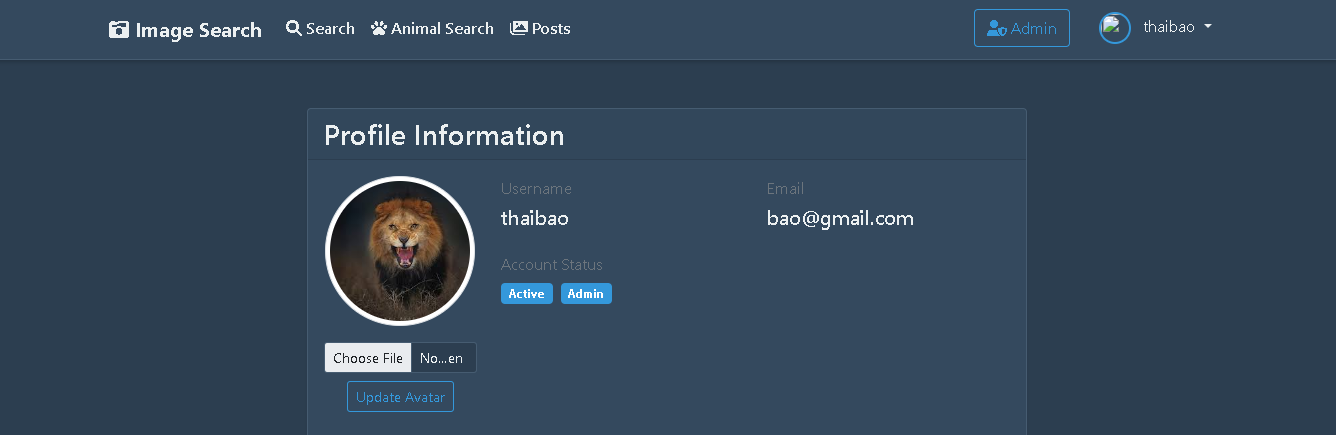 Image Search Search Animal Search Posts Admin thaibao
Profile Information
Username Email
thaibao bao@gmail.com
Account Status
Active Admin
Choose File No...en
Update Avatar